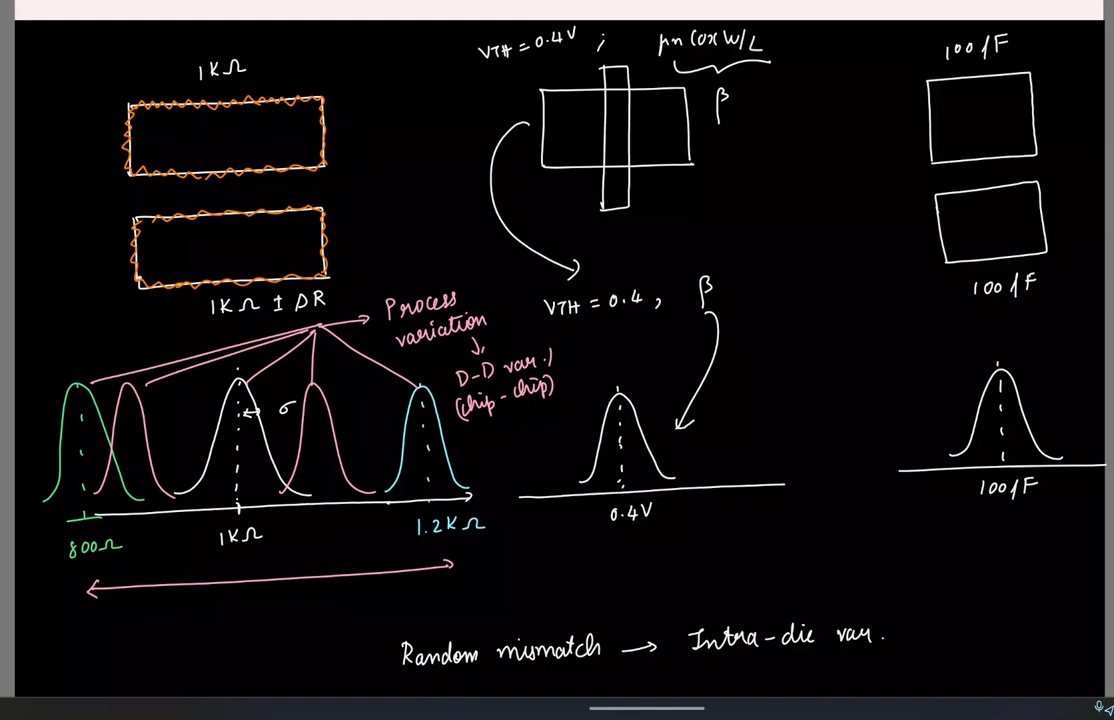 1KΩ
VTH = 0.4V ; μn Cox W/L
β
100fF
1KΩ ± ΔR
Process
variation
D-D var.
(chip-chip)
VTH = 0.4, β
100fF
σ
800Ω
1KΩ
1.2KΩ
0.4V
100fF
Random mismatch → Intra-die var.